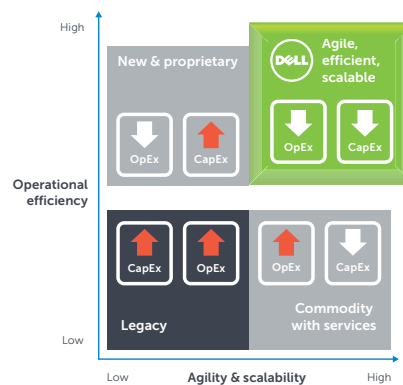 High
New & proprietary
OpEx
CapEx
DELL
Agile,
efficient,
scalable
OpEx
CapEx
Operational
efficiency
CapEx
OpEx
OpEx
CapEx
Legacy
Commodity
with services
Low
Low
Agility & scalability
High